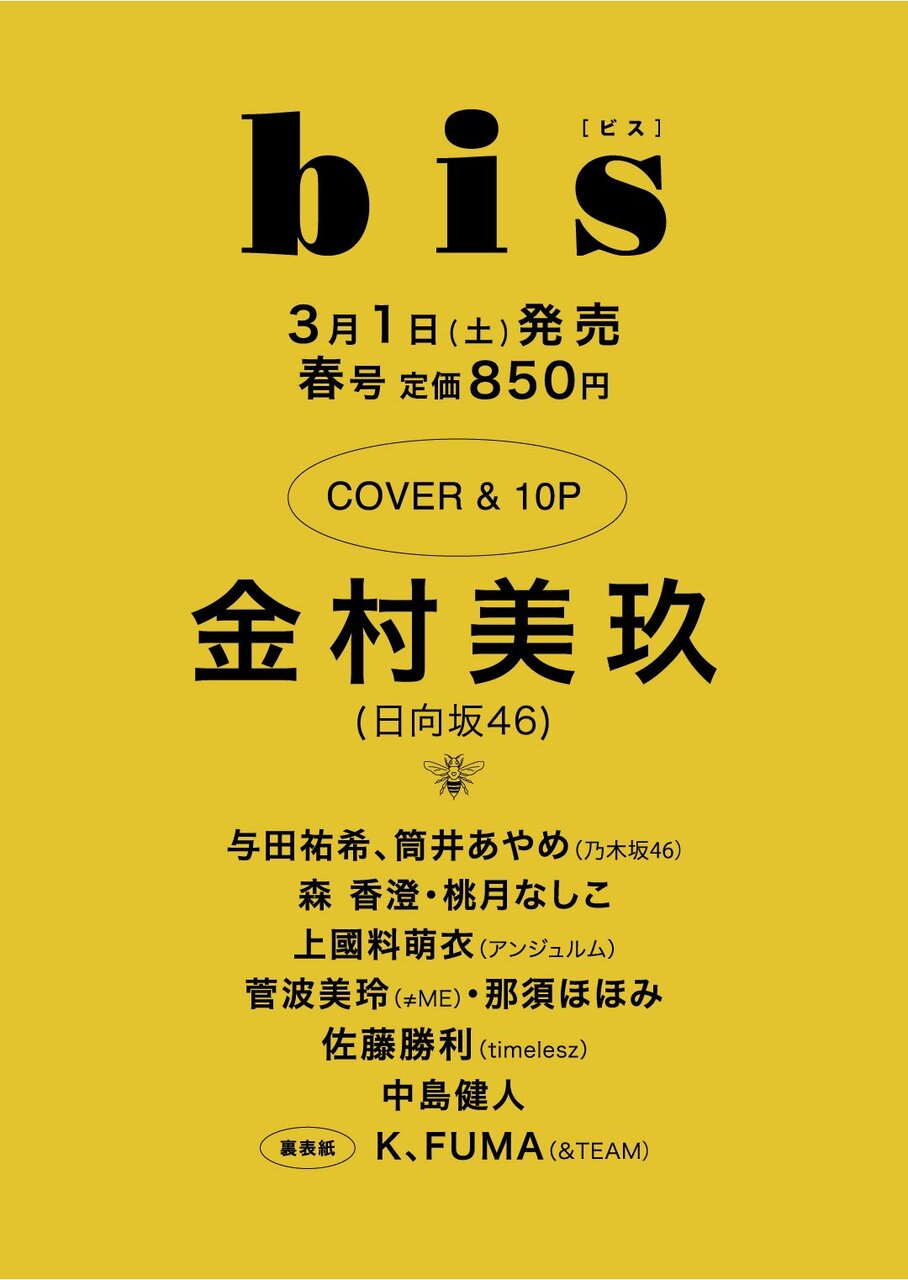 bis
[ビス]
3月1日(土)発売
春号 定価850円
COVER & 10P
金村美玖
(日向坂46)
与田祐希、筒井あやめ(乃木坂46)
森 香澄・桃月なしこ
上國料萌衣(アンジュルム)
菅波美玲(≠ME)・那須ほほみ
佐藤勝利(timelesz)
中島健人
裏表紙 K、FUMA(&TEAM)